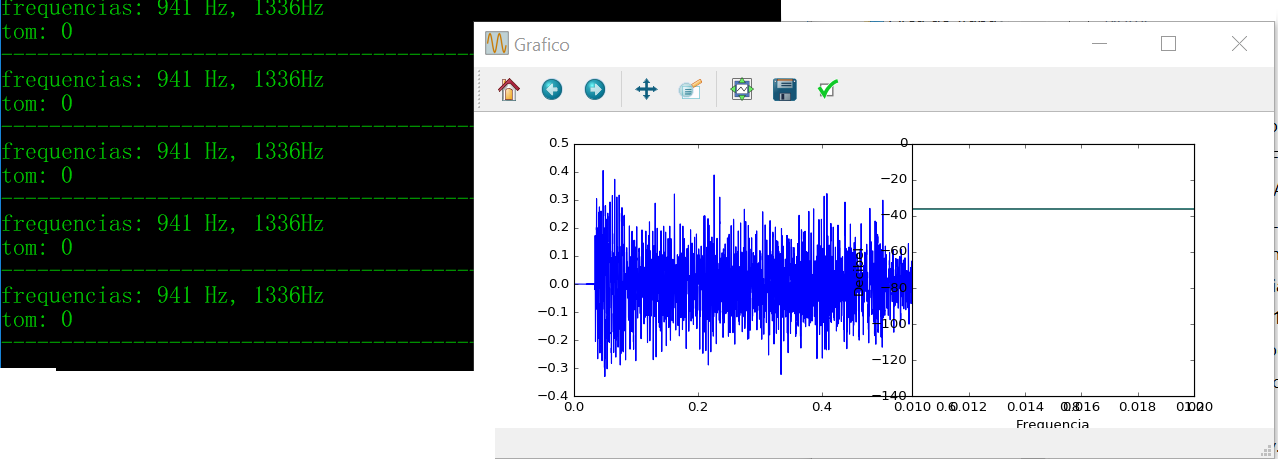 frequencias: 941 Hz, 1336Hz
tom: 0
--------------------------------------
frequencias: 941 Hz, 1336Hz
tom: 0
--------------------------------------
frequencias: 941 Hz, 1336Hz
tom: 0
--------------------------------------
frequencias: 941 Hz, 1336Hz
tom: 0
--------------------------------------
frequencias: 941 Hz, 1336Hz
tom: 0
--------------------------------------
Grafico
0.5
0.4
0.3
0.2
0.1
0.0
−0.1
−0.2
−0.3
−0.4
0.0 0.2 0.4 0.6 0.8
Decibel
0
−20
−40
−60
−80
−100
−120
−140
0.010 0.012 0.014 0.016 0.018 0.020
Frequencia